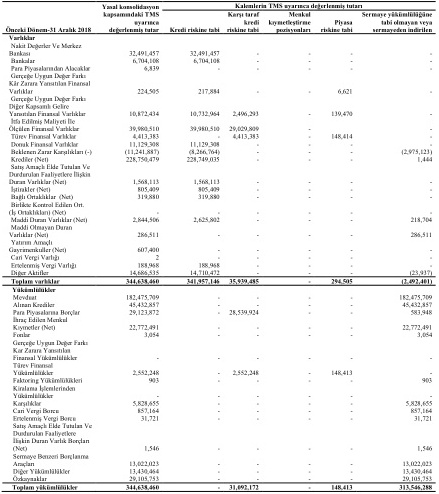 Kalemlerin TMS uyarınca değerlenmiş tutarı
Önceki Dönem-31 Aralık 2018 Yasal konsolidasyon kapsamındaki TMS uyarınca değerlenmiş tutar Kredi riskine tabi Karşı taraf kredi riskine tabi Menkul kıymetleştirme pozisyonları Piyasa riskine tabi Sermaye yükümlülüğüne tabi olmayan veya sermayeden indirilen
Varlıklar
Nakit Değerler Ve Merkez
Bankası 32,491,457 32,491,457 - - - -
Bankalar 6,704,108 6,704,108 - - - -
Para Piyasalarından Alacaklar 6,839 - - - - -
Gerçeğe Uygun Değer Farkı
Kâr Zarara Yansıtılan Finansal
Varlıklar 224,505 217,884 - - 6,621 -
Gerçeğe Uygun Değer Farkı
Diğer Kapsamlı Gelire
Yansıtılan Finansal Varlıklar 10,872,434 10,732,964 2,496,293 - 139,470 -
İtfa Edilmiş Maliyeti İle
Ölçülen Finansal Varlıklar 39,980,510 39,980,510 29,029,809 - - -
Türev Finansal Varlıklar 4,413,383 - 4,413,383 - 148,414 -
Donuk Finansal Varlıklar 11,129,308 11,129,308 - - - -
Beklenen Zarar Karşılıkları (-) (11,241,887) (8,266,764) - - - (2,975,123)
Krediler (Net) 228,750,479 228,749,035 - - - 1,444
Satış Amaçlı Elde Tutulan Ve
Durdurulan Faaliyetlere İlişkin
Duran Varlıklar (Net) 1,568,113 1,568,113 - - - -
İştirakler (Net) 805,409 805,409 - - - -
Bağlı Ortaklıklar (Net) 319,880 319,880 - - - -
Birlikte Kontrol Edilen Ort.
(İş Ortaklıkları) (Net) - - - - - -
Maddi Duran Varlıklar (Net) 2,844,506 2,625,802 - - - 218,704
Maddi Olmayan Duran
Varlıklar (Net) 286,511 - - - - 286,511
Yatırım Amaçlı
Gayrimenkuller (Net) 607,400 - - - - -
Cari Vergi Varlığı 2 - - - - -
Ertelenmiş Vergi Varlığı 188,968 188,968 - - - -
Diğer Aktifler 14,686,535 14,710,472 - - - (23,937)
Toplam varlıklar 344,638,460 341,957,146 35,939,485 - 294,505 (2,492,401)
Yükümlülükler
Mevduat 182,475,709 - - - - 182,475,709
Alınan Krediler 45,432,857 - - - - 45,432,857
Para Piyasalarına Borçlar 29,123,872 - 28,539,924 - - 583,948
İhraç Edilen Menkul
Kıymetler (Net) 22,772,491 - - - - 22,772,491
Fonlar 3,054 - - - - 3,054
Gerçeğe Uygun Değer Farkı
Kar Zarara Yansıtılan
Finansal Yükümlülükler - - - - - -
Türev Finansal
Yükümlülükler 2,552,248 - 2,552,248 - 148,413 -
Faktoring Yükümlülükleri 903 - - - - 903
Kiralama İşlemlerinden
Yükümlülükler - - - - - -
Karşılıklar 5,828,655 - - - - 5,828,655
Cari Vergi Borcu 857,164 - - - - 857,164
Ertelenmiş Vergi Borcu 31,721 - - - - 31,721
Satış Amaçlı Elde Tutulan Ve
Durdurulan Faaliyetlere
İlişkin Duran Varlık Borçları
(Net) 1,546 - - - - 1,546
Sermaye Benzeri Borçlanma
Araçları 13,022,023 - - - - 13,022,023
Diğer Yükümlülükler 13,430,464 - - - - 13,430,464
Özkaynaklar 29,105,753 - - - - 29,105,753
Toplam yükümlülükler 344,638,460 - 31,092,172 - 148,413 313,546,288